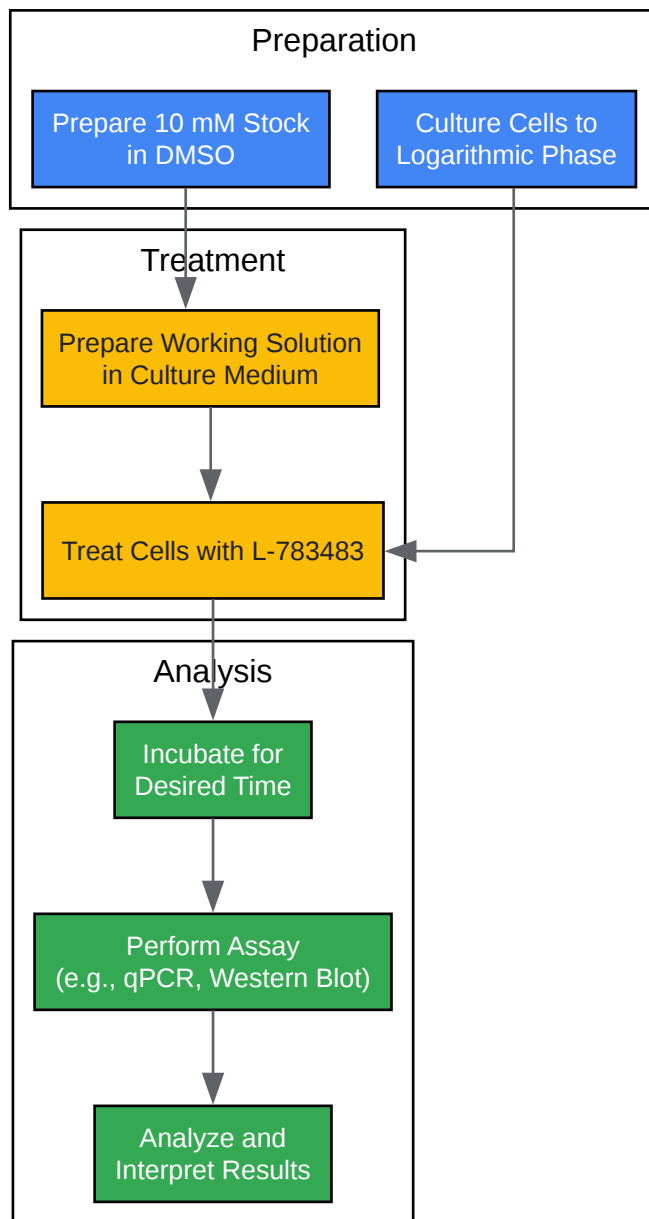 Preparation
Prepare 10 mM Stock
in DMSO
Culture Cells to
Logarithmic Phase
Treatment
Prepare Working Solution
in Culture Medium
Treat Cells with L-783483
Analysis
Incubate for
Desired Time
Perform Assay
(e.g., qPCR, Western Blot)
Analyze and
Interpret Results